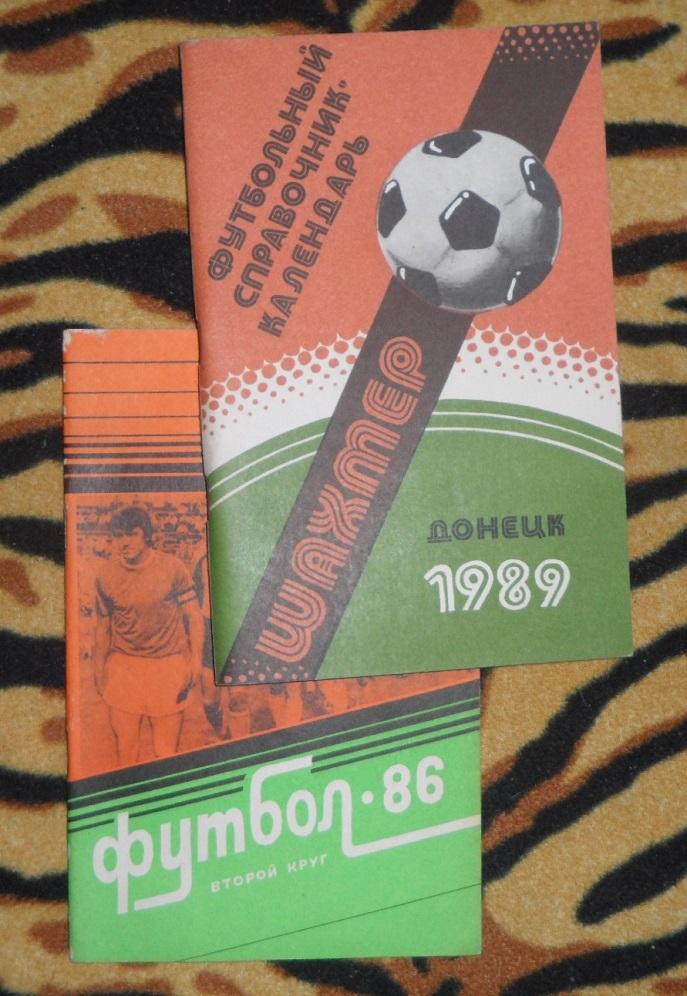 ФУТБОЛЬНЫЙ
СПРАВОЧНИК"
КАЛЕНДАРЬ
ШАХТЕР
ДОНЕЦК
1989
футбол·86
ВТОРОЙ КРУГ